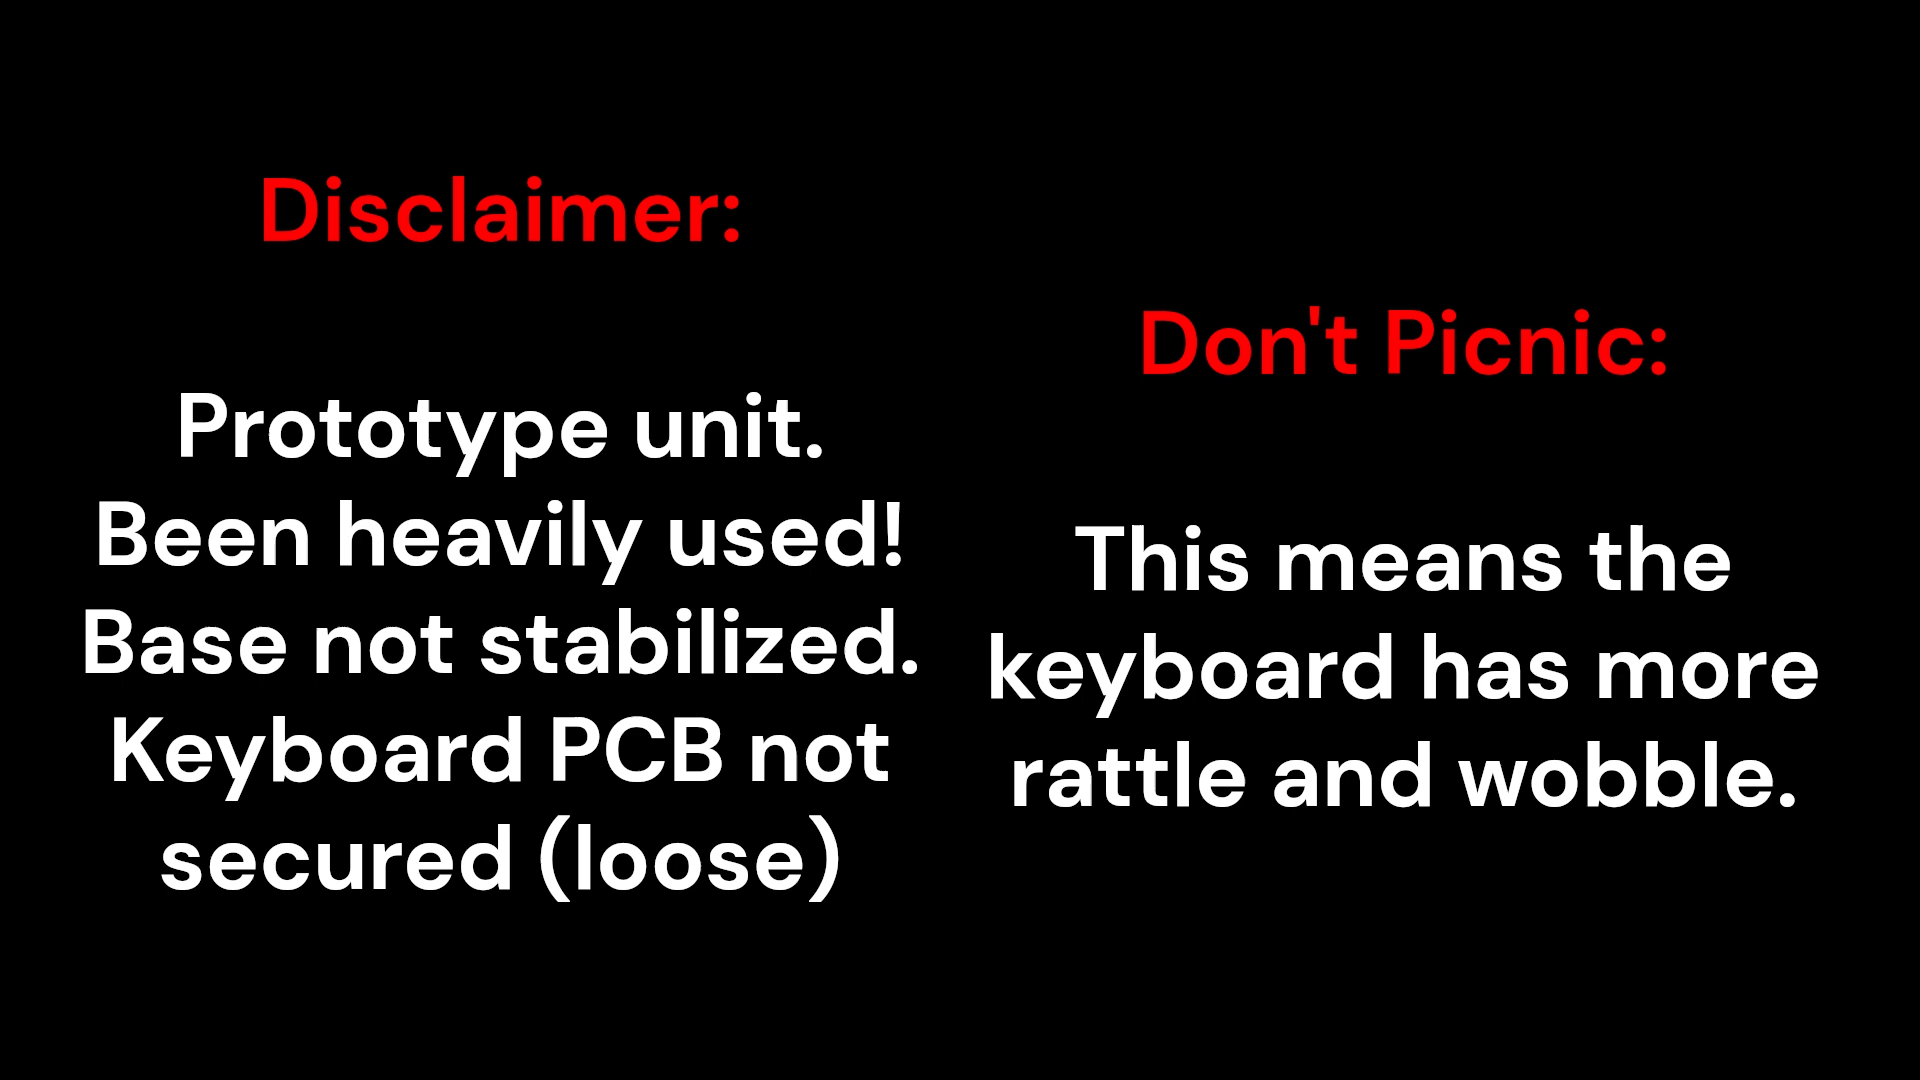 Disclaimer:
Prototype unit.
Been heavily used!
Base not stabilized.
Keyboard PCB not
secured (loose)
Don't Picnic:
This means the
keyboard has more
rattle and wobble.